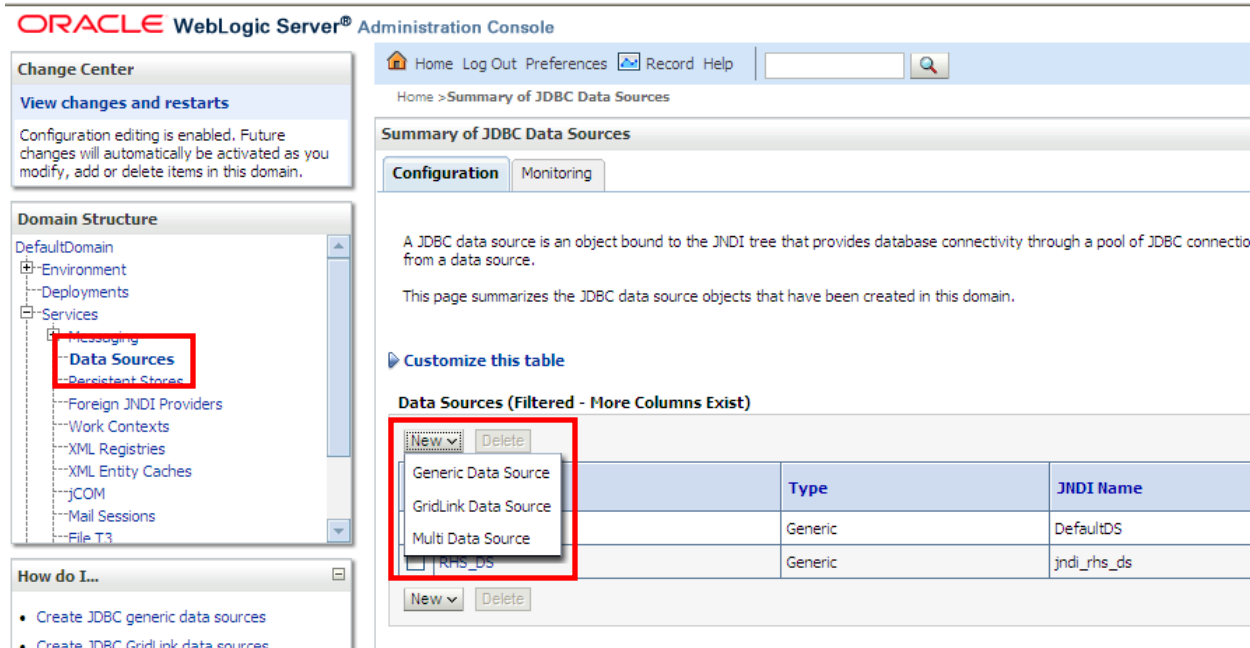 ORACLE WebLogic Server® Administration Console
Change Center
View changes and restarts
Configuration editing is enabled. Future
changes will automatically be activated as you
modify, add or delete items in this domain.
Domain Structure
DefaultDomain
Environment
Deployments
Services
Messaging
Data Sources
Persistent Stores
Foreign JNDI Providers
Work Contexts
XML Registries
XML Entity Caches
jCOM
Mail Sessions
File T3
How do I...
Create JDBC generic data sources
Create JDBC GridLink data sources
Home Log Out Preferences Record Help
Home >Summary of JDBC Data Sources
Summary of JDBC Data Sources
Configuration Monitoring
A JDBC data source is an object bound to the JNDI tree that provides database connectivity through a pool of JDBC connectio
from a data source.
This page summarizes the JDBC data source objects that have been created in this domain.
Customize this table
Data Sources (Filtered - More Columns Exist)
New Delete
Generic Data Source
GridLink Data Source
Multi Data Source
Type JNDI Name
Generic DefaultDS
RHS_DS Generic jndi_rhs_ds
New Delete